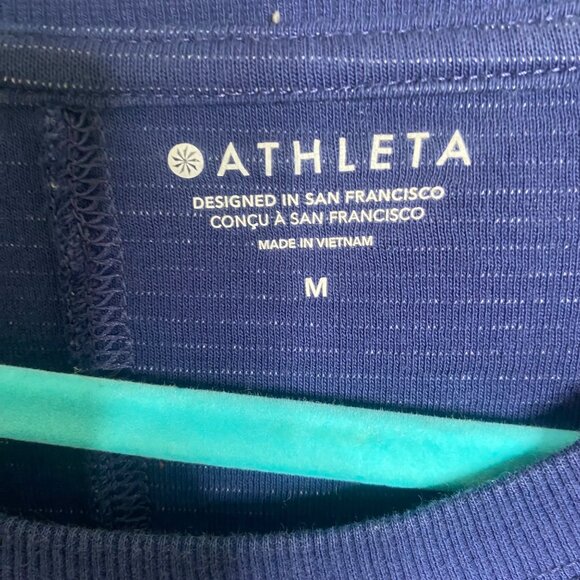 ATHLETA
DESIGNED IN SAN FRANCISCO
CONÇU À SAN FRANCISCO
MADE IN VIETNAM
M